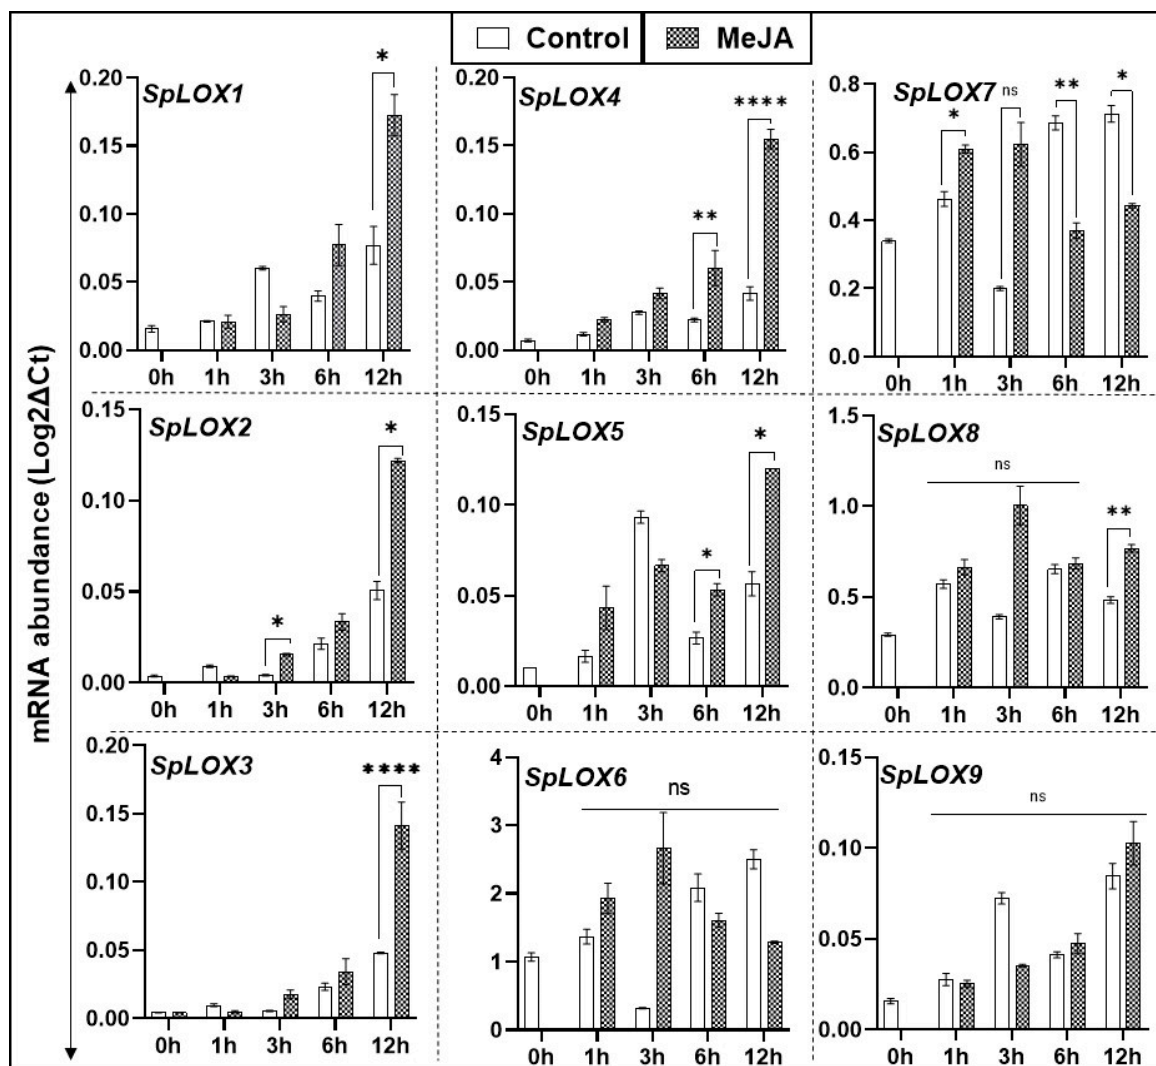 Control MeJA
mRNA abundance (Log2ΔCt)
SpLOX1
*
0.20
0.15
0.10
0.05
0.00
0h 1h 3h 6h 12h
SpLOX4
**
****
0.20
0.15
0.10
0.05
0.00
0h 1h 3h 6h 12h
SpLOX7
*
ns
**
*
0.8
0.6
0.4
0.2
0.0
0h 1h 3h 6h 12h
SpLOX2
*
*
0.15
0.10
0.05
0.00
0h 1h 3h 6h 12h
SpLOX5
*
*
0.15
0.10
0.05
0.00
0h 1h 3h 6h 12h
SpLOX8
ns
**
1.5
1.0
0.5
0.0
0h 1h 3h 6h 12h
SpLOX3
****
0.20
0.15
0.10
0.05
0.00
0h 1h 3h 6h 12h
SpLOX6
ns
4
3
2
1
0
0h 1h 3h 6h 12h
SpLOX9
ns
0.15
0.10
0.05
0.00
0h 1h 3h 6h 12h